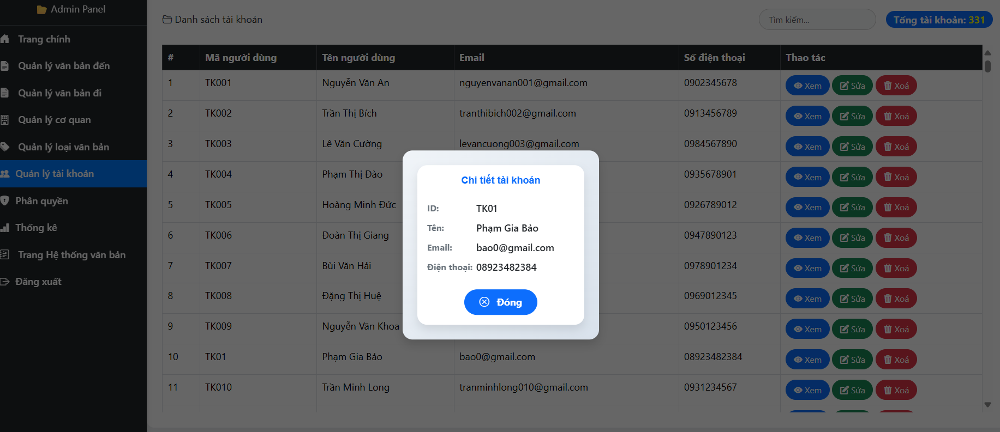 Admin Panel
Trang chính
Quản lý văn bản đến
Quản lý văn bản đi
Quản lý cơ quan
Quản lý loại văn bản
Quản lý tài khoản
Phân quyền
Thống kê
Trang Hệ thống văn bản
Đăng xuất
Danh sách tài khoản
Tìm kiếm...
Tổng tài khoản: 331
# Mã người dùng Tên người dùng Email Số điện thoại Thao tác
1 TK001 Nguyễn Văn An nguyenvanan001@gmail.com 0902345678 Xem Sửa Xoá
2 TK002 Trần Thị Bích tranthibich002@gmail.com 0913456789 Xem Sửa Xoá
3 TK003 Lê Văn Cường levancuong003@gmail.com 0984567890 Xem Sửa Xoá
4 TK004 Phạm Thị Đào 0935678901 Xem Sửa Xoá
5 TK005 Hoàng Minh Đức 0926789012 Xem Sửa Xoá
6 TK006 Đoàn Thị Giang 0947890123 Xem Sửa Xoá
7 TK007 Bùi Văn Hải 0978901234 Xem Sửa Xoá
8 TK008 Đặng Thị Huệ 0969012345 Xem Sửa Xoá
9 TK009 Nguyễn Văn Khoa 0950123456 Xem Sửa Xoá
10 TK01 Phạm Gia Bảo bao0@gmail.com 08923482384 Xem Sửa Xoá
11 TK010 Trần Minh Long tranminhlong010@gmail.com 0931234567 Xem Sửa Xoá
Chi tiết tài khoản
ID: TK01
Tên: Phạm Gia Bảo
Email: bao0@gmail.com
Điện thoại: 08923482384
Đóng